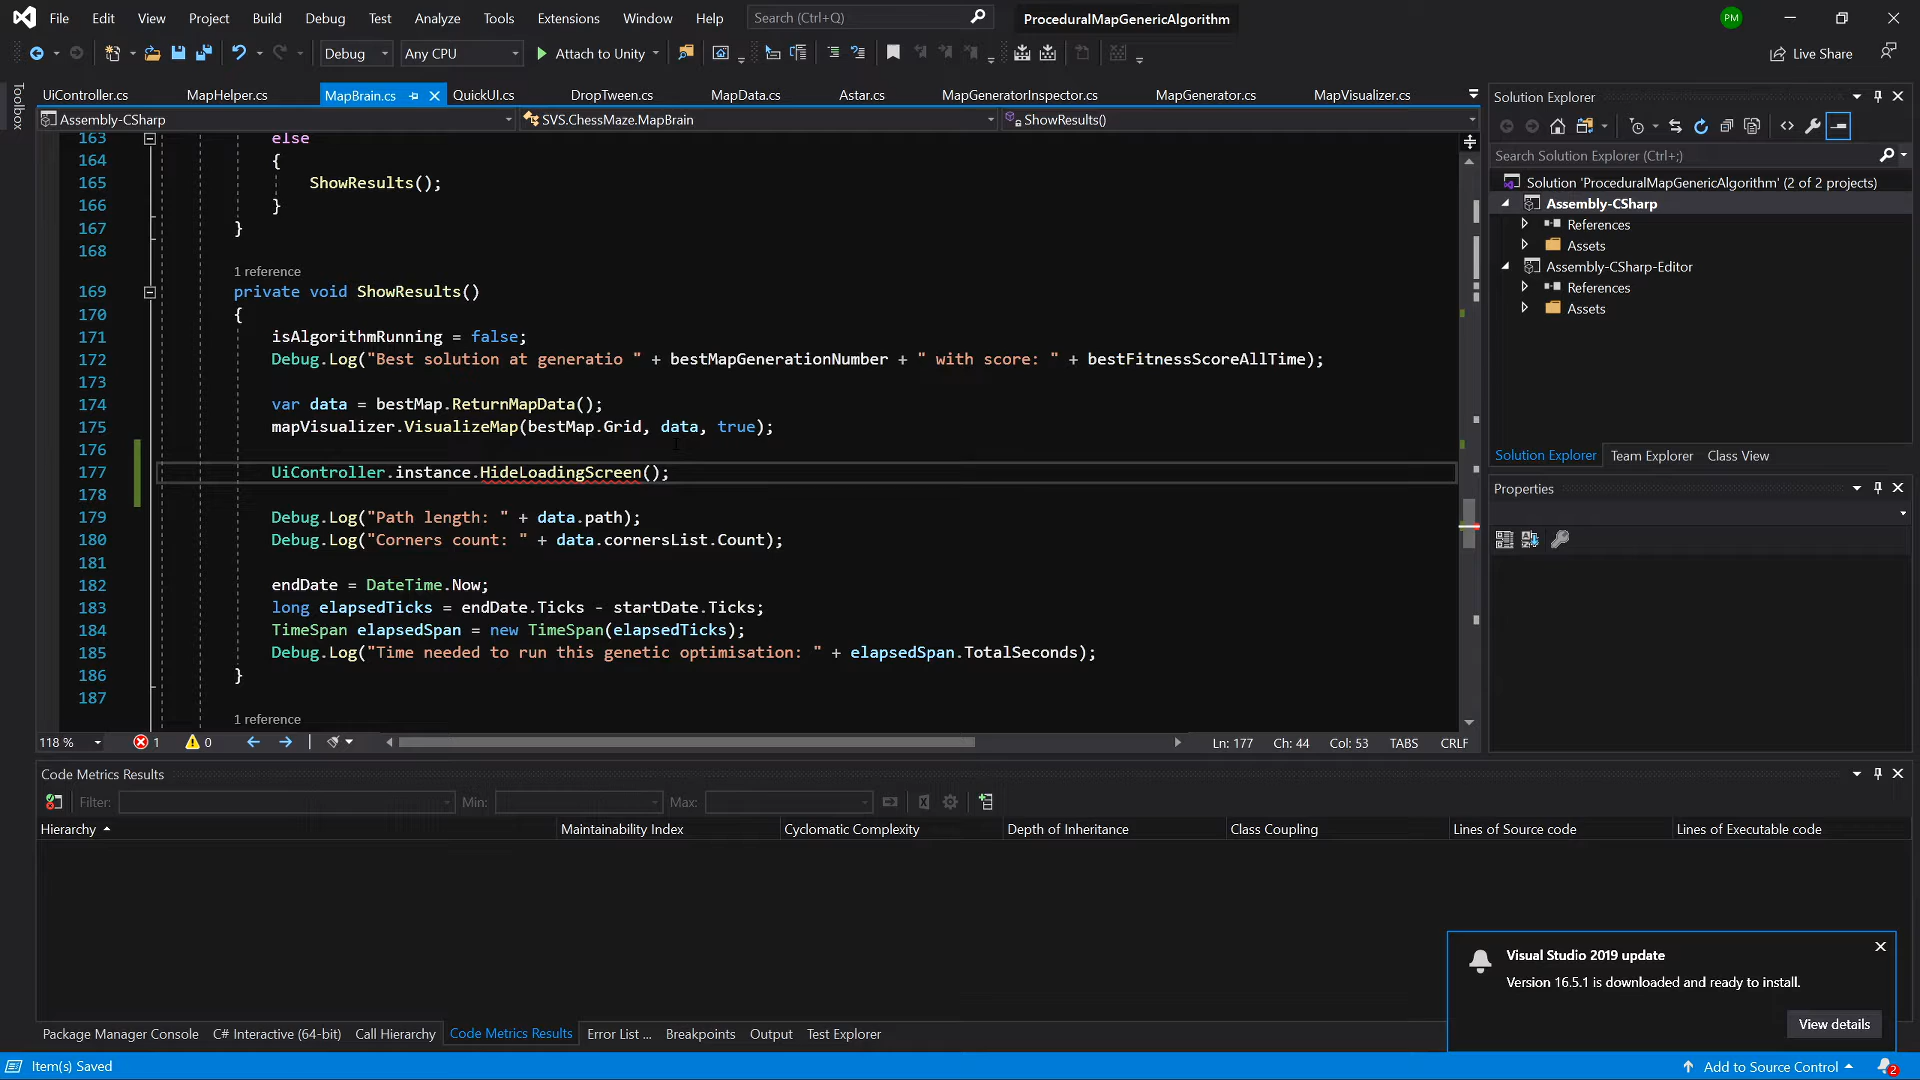 File Edit View Project Build Debug Test Analyze Tools Extensions Window Help Search (Ctrl+Q) ProceduralMapGenericAlgorithm PM
Debug Any CPU Attach to Unity Live Share
Toolbox
UiController.cs MapHelper.cs MapBrain.cs QuickUI.cs DropTween.cs MapData.cs Astar.cs MapGeneratorInspector.cs MapGenerator.cs MapVisualizer.cs
Assembly-CSharp SVS.ChessMaze.MapBrain ShowResults()
163 else
164 {
165 ShowResults();
166 }
167 }
168
1 reference
169 private void ShowResults()
170 {
171 isAlgorithmRunning = false;
172 Debug.Log("Best solution at generatio " + bestMapGenerationNumber + " with score: " + bestFitnessScoreAllTime);
173
174 var data = bestMap.ReturnMapData();
175 mapVisualizer.VisualizeMap(bestMap.Grid, data, true);
176
177 UiController.instance.HideLoadingScreen();
178
179 Debug.Log("Path length: " + data.path);
180 Debug.Log("Corners count: " + data.cornersList.Count);
181
182 endDate = DateTime.Now;
183 long elapsedTicks = endDate.Ticks - startDate.Ticks;
184 TimeSpan elapsedSpan = new TimeSpan(elapsedTicks);
185 Debug.Log("Time needed to run this genetic optimisation: " + elapsedSpan.TotalSeconds);
186 }
187
1 reference
118 % 1 0 Ln: 177 Ch: 44 Col: 53 TABS CRLF
Solution Explorer
Search Solution Explorer (Ctrl+;)
Solution 'ProceduralMapGenericAlgorithm' (2 of 2 projects)
Assembly-CSharp
References
Assets
Assembly-CSharp-Editor
References
Assets
Solution Explorer Team Explorer Class View
Properties
Code Metrics Results
Filter: Min: Max:
Hierarchy Maintainability Index Cyclomatic Complexity Depth of Inheritance Class Coupling Lines of Source code Lines of Executable code
Visual Studio 2019 update
Version 16.5.1 is downloaded and ready to install.
View details
Package Manager Console C# Interactive (64-bit) Call Hierarchy Code Metrics Results Error List ... Breakpoints Output Test Explorer
Item(s) Saved Add to Source Control 2